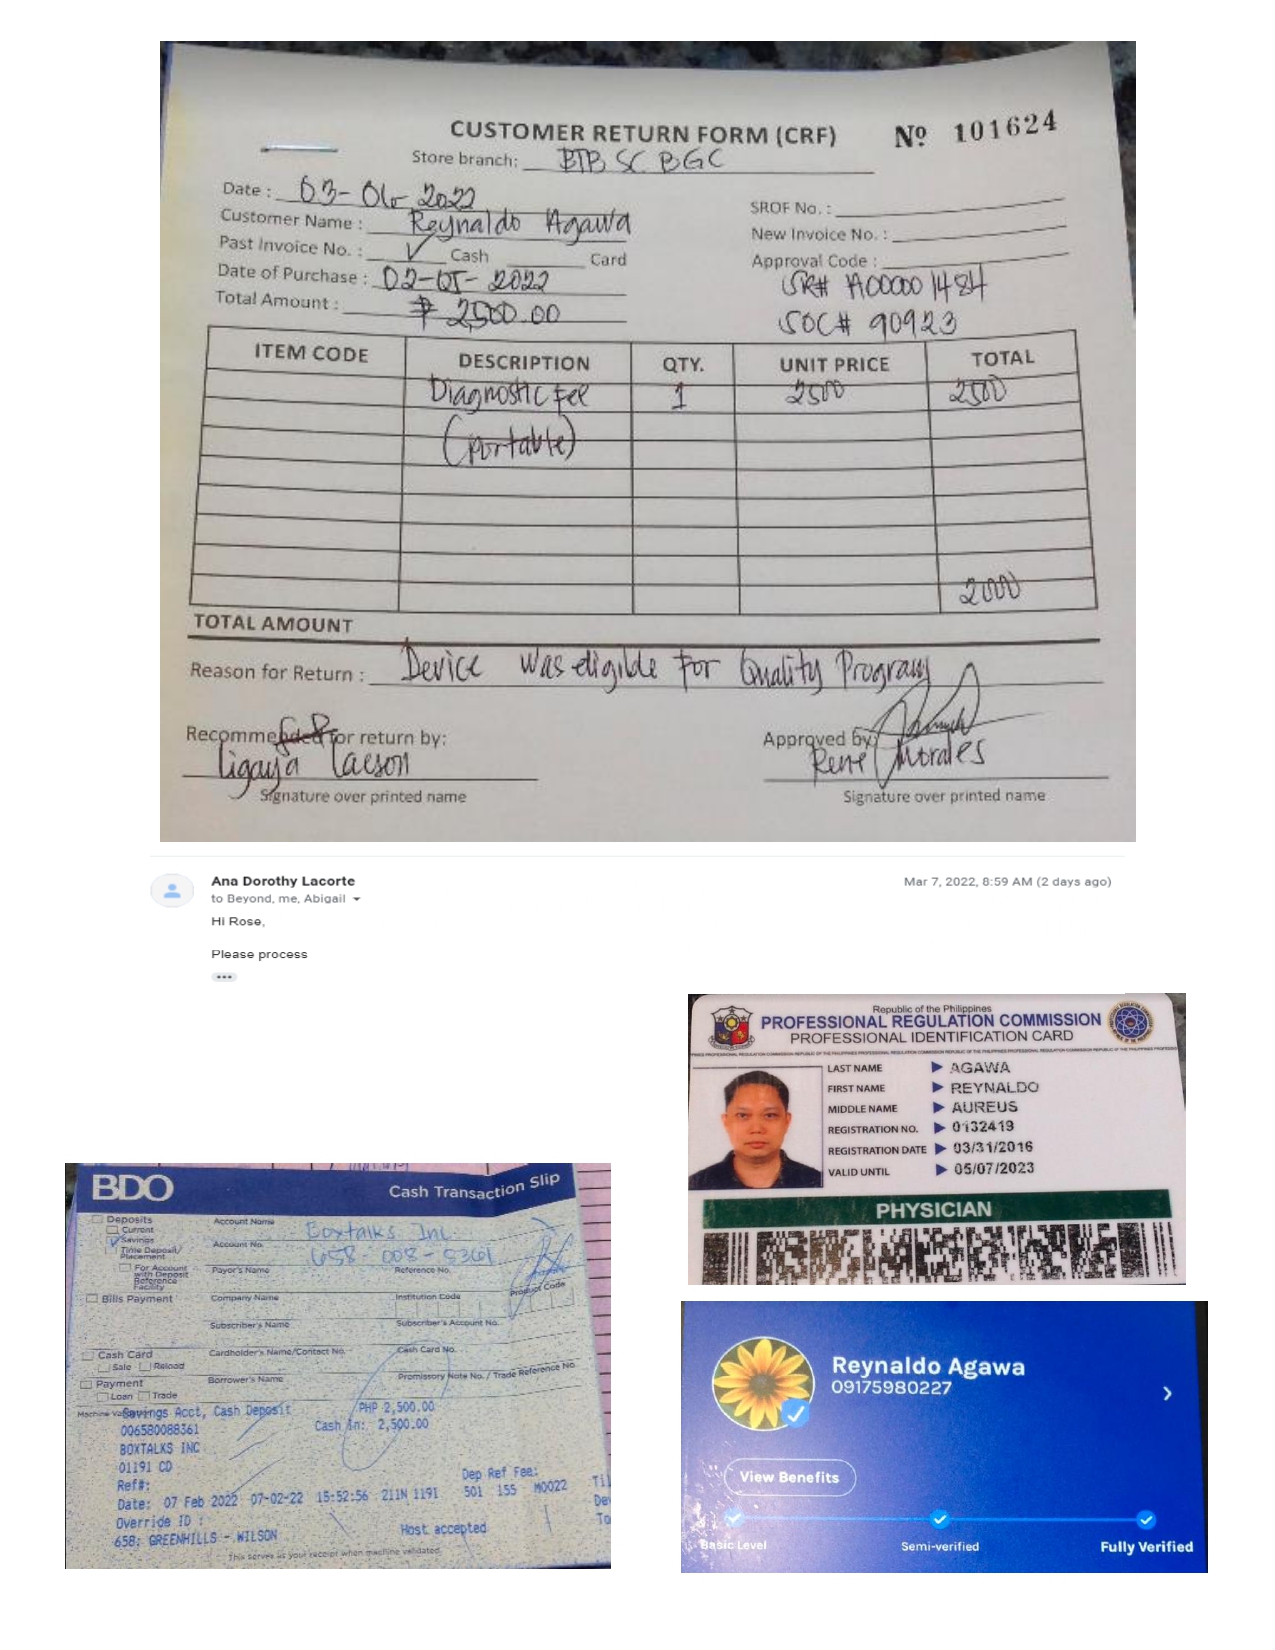 CUSTOMER RETURN FORM (CRF)
Nº 101624
Store branch: BTB SC BGC
Date : 03-06-2022
Customer Name : Reynaldo Agawa
Past Invoice No. : ✓ Cash Card
Date of Purchase : 02-05-2022
Total Amount : ₱ 2,500.00
SROF No. :
New Invoice No. :
Approval Code :
SR# A000001484
SOC# 90923
ITEM CODE DESCRIPTION QTY. UNIT PRICE TOTAL
Diagnostic Fee 1 2500 2500
(portable)
2000
TOTAL AMOUNT
Reason for Return : Device was eligible for Quality Program
Recommended for return by:
Ligaya Lacson
Signature over printed name
Approved by:
Rene Morales
Signature over printed name
Ana Dorothy Lacorte
Mar 7, 2022, 8:59 AM (2 days ago)
to Beyond, me, Abigail
Hi Rose,
Please process
Republic of the Philippines
PROFESSIONAL REGULATION COMMISSION
PROFESSIONAL IDENTIFICATION CARD
LAST NAME AGAWA
FIRST NAME REYNALDO
MIDDLE NAME AUREUS
REGISTRATION NO. 0132419
REGISTRATION DATE 03/31/2016
VALID UNTIL 05/07/2023
PHYSICIAN
BDO
Cash Transaction Slip
Deposits
Current
Savings
Time Deposit/
Placement
For Account
with Deposit
Reference
Facility
Bills Payment
Cash Card
Sale Reload
Payment
Loan Trade
Account Name Boxtalks Inc
Account No. 658-008-8361
Payor's Name Reference No.
Product Code
Company Name Institution Code
Subscriber's Name Subscriber's Account No.
Cardholder's Name/Contact No. Cash Card No.
Borrower's Name Promissory Note No. / Trade Reference No.
Savings Acct, Cash Deposit PHP 2,500.00
006580088361 Cash In: 2,500.00
BOXTALKS INC
01191 CD
Ref#: Dep Ref Fee:
Date: 07 Feb 2022 07-02-22 15:52:56 211N 1191 501 155 M0022
Override ID :
658: GREENHILLS - WILSON Host accepted
This serves as your receipt when machine validated.
Reynaldo Agawa
09175980227
View Benefits
Basic Level Semi-verified Fully Verified